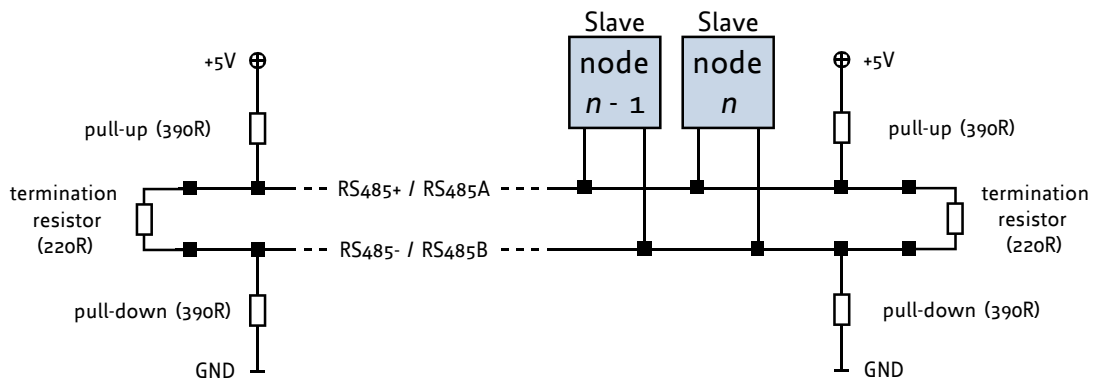 Slave
Slave
+5V
node
n - 1
node
n
+5V
pull-up (390R)
pull-up (390R)
termination
resistor
(220R)
RS485+ / RS485A
termination
resistor
(220R)
RS485- / RS485B
pull-down (390R)
pull-down (390R)
GND
GND